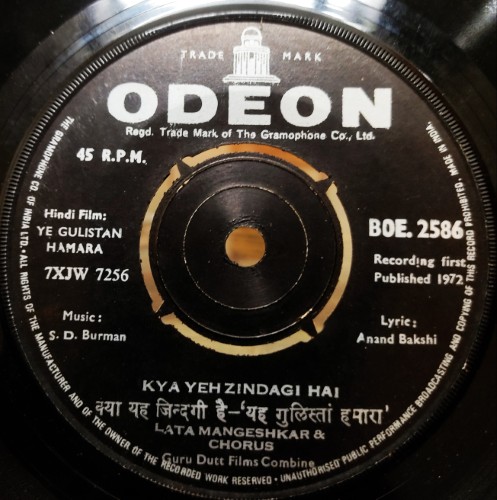 TRADE MARK
ODEON
Regd. Trade Mark of The Gramophone Co., Ltd.
45 R.P.M.
Hindi Film:
YE GULISTAN
HAMARA
7XJW 7256
BOE. 2586
Recording first
Published 1972
Music:
S. D. Burman
Lyric:
Anand Bakshi
KYA YEH ZINDAGI HAI
क्या यह जिन्दगी है-'यह गुलिस्तां हमारा'
LATA MANGESHKAR &
CHORUS
Guru Dutt Films Combine
THE GRAMOPHONE CO. OF INDIA LTD. ALL RIGHTS OF THE MANUFACTURER AND OF THE OWNER OF THE RECORDED WORK RESERVED - UNAUTHORISED PUBLIC PERFORMANCE BROADCASTING AND COPYING OF THIS RECORD PROHIBITED. MADE IN INDIA.